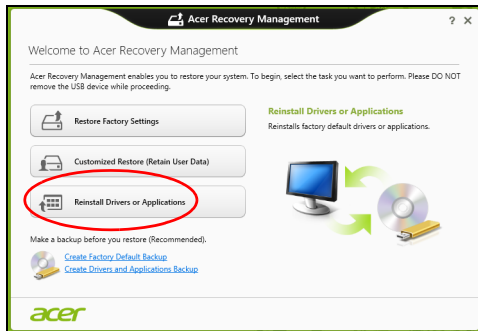 Acer Recovery Management
? X
Welcome to Acer Recovery Management
Acer Recovery Management enables you to restore your system. To begin, select the task you want to perform. Please DO NOT
remove the USB device while proceeding.
Restore Factory Settings
Customized Restore (Retain User Data)
Reinstall Drivers or Applications
Reinstall Drivers or Applications
Reinstalls factory default drivers or applications.
Make a backup before you restore (Recommended).
Create Factory Default Backup
Create Drivers and Applications Backup
acer